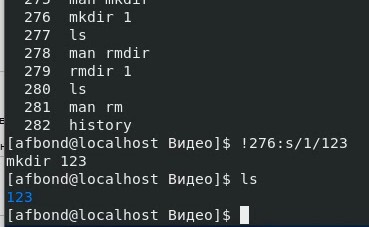 275  man mkdir
276  mkdir 1
277  ls
278  man rmdir
279  rmdir 1
280  ls
281  man rm
282  history
[afbond@localhost Видео]$ !276:s/1/123
mkdir 123
[afbond@localhost Видео]$ ls
123
[afbond@localhost Видео]$